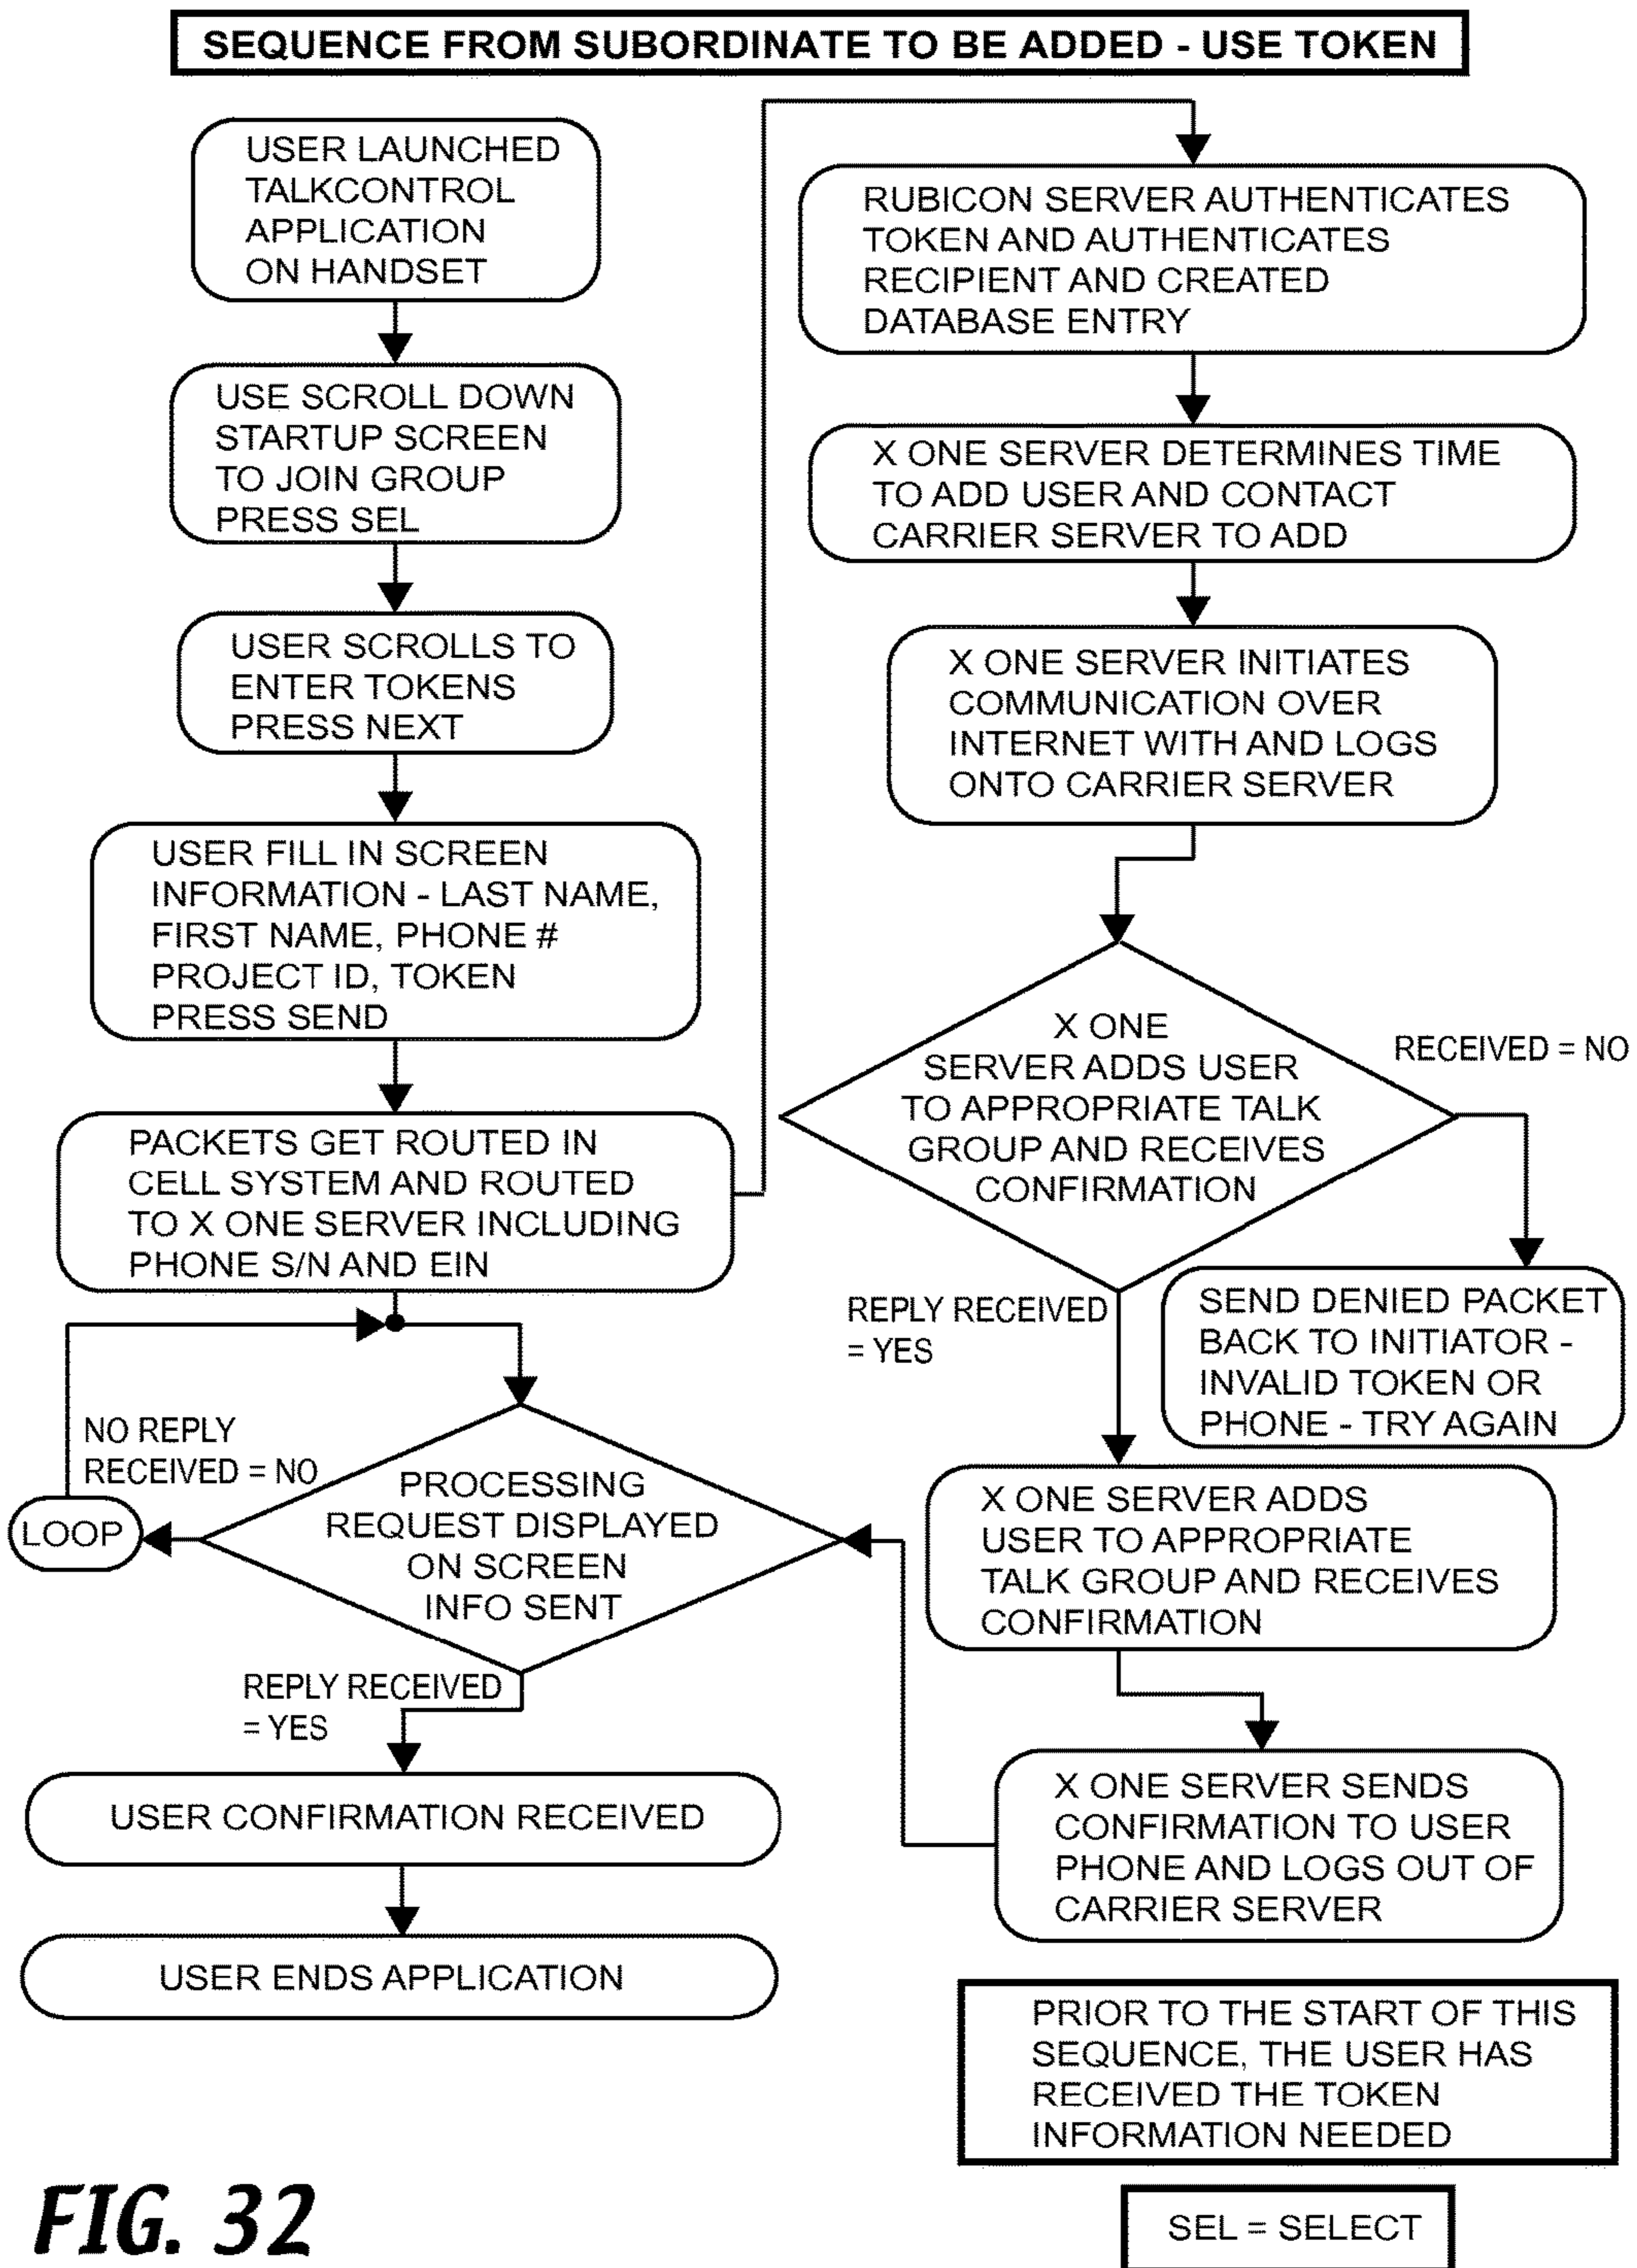 SEQUENCE FROM SUBORDINATE TO BE ADDED - USE TOKEN
USER LAUNCHED
TALKCONTROL
APPLICATION
ON HANDSET
USE SCROLL DOWN
STARTUP SCREEN
TO JOIN GROUP
PRESS SEL
USER SCROLLS TO
ENTER TOKENS
PRESS NEXT
USER FILL IN SCREEN
INFORMATION - LAST NAME,
FIRST NAME, PHONE #
PROJECT ID, TOKEN
PRESS SEND
PACKETS GET ROUTED IN
CELL SYSTEM AND ROUTED
TO X ONE SERVER INCLUDING
PHONE S/N AND EIN
NO REPLY
RECEIVED = NO
LOOP
PROCESSING
REQUEST DISPLAYED
ON SCREEN
INFO SENT
REPLY RECEIVED
= YES
USER CONFIRMATION RECEIVED
USER ENDS APPLICATION
RUBICON SERVER AUTHENTICATES
TOKEN AND AUTHENTICATES
RECIPIENT AND CREATED
DATABASE ENTRY
X ONE SERVER DETERMINES TIME
TO ADD USER AND CONTACT
CARRIER SERVER TO ADD
X ONE SERVER INITIATES
COMMUNICATION OVER
INTERNET WITH AND LOGS
ONTO CARRIER SERVER
X ONE
SERVER ADDS USER
TO APPROPRIATE TALK
GROUP AND RECEIVES
CONFIRMATION
RECEIVED = NO
SEND DENIED PACKET
BACK TO INITIATOR -
INVALID TOKEN OR
PHONE - TRY AGAIN
REPLY RECEIVED
= YES
X ONE SERVER ADDS
USER TO APPROPRIATE
TALK GROUP AND RECEIVES
CONFIRMATION
X ONE SERVER SENDS
CONFIRMATION TO USER
PHONE AND LOGS OUT OF
CARRIER SERVER
PRIOR TO THE START OF THIS
SEQUENCE, THE USER HAS
RECEIVED THE TOKEN
INFORMATION NEEDED
SEL = SELECT
FIG. 32